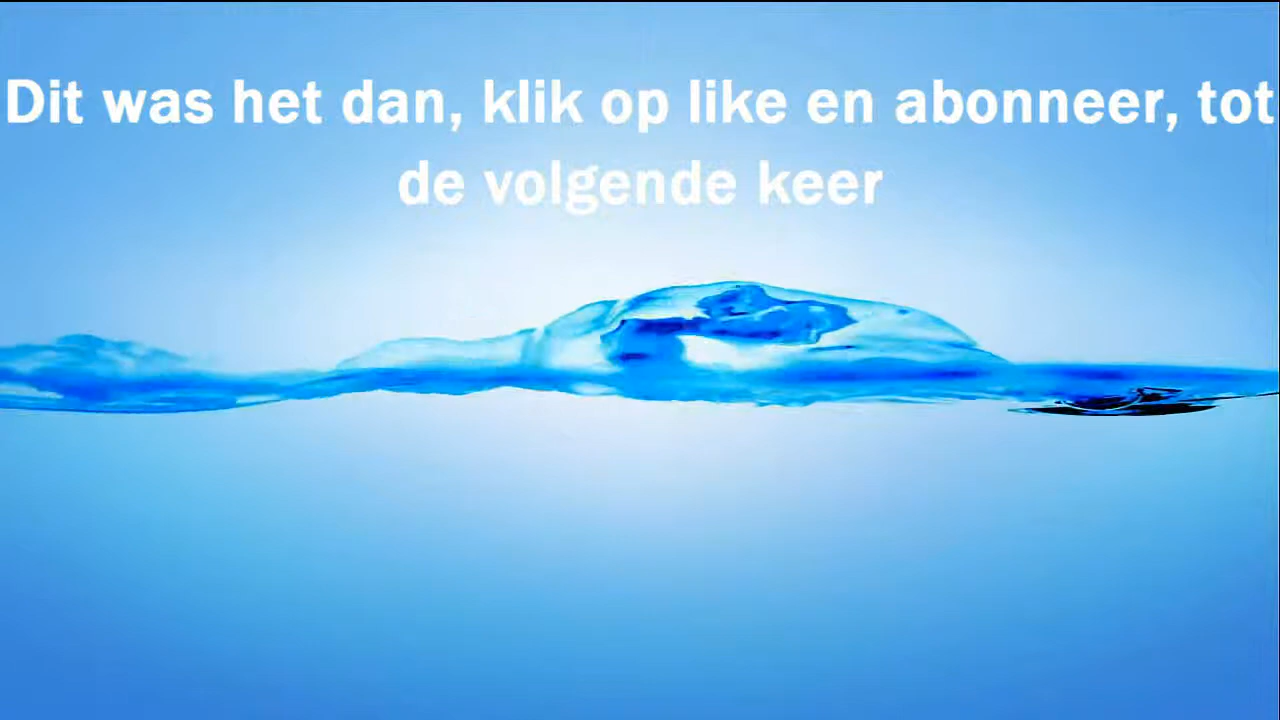 Dit was het dan, klik op like en abonneer, tot
de volgende keer